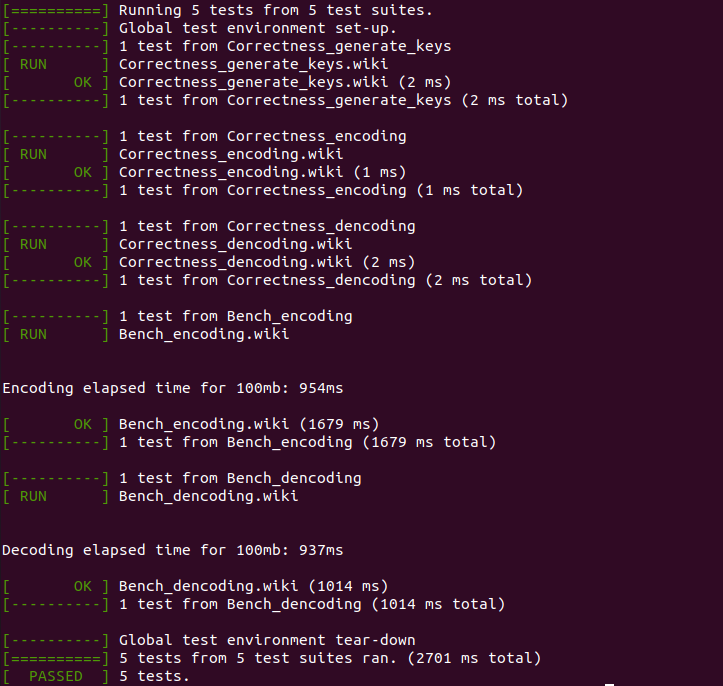 [==========] Running 5 tests from 5 test suites.
[----------] Global test environment set-up.
[----------] 1 test from Correctness_generate_keys
[ RUN      ] Correctness_generate_keys.wiki
[       OK ] Correctness_generate_keys.wiki (2 ms)
[----------] 1 test from Correctness_generate_keys (2 ms total)

[----------] 1 test from Correctness_encoding
[ RUN      ] Correctness_encoding.wiki
[       OK ] Correctness_encoding.wiki (1 ms)
[----------] 1 test from Correctness_encoding (1 ms total)

[----------] 1 test from Correctness_dencoding
[ RUN      ] Correctness_dencoding.wiki
[       OK ] Correctness_dencoding.wiki (2 ms)
[----------] 1 test from Correctness_dencoding (2 ms total)

[----------] 1 test from Bench_encoding
[ RUN      ] Bench_encoding.wiki

Encoding elapsed time for 100mb: 954ms

[       OK ] Bench_encoding.wiki (1679 ms)
[----------] 1 test from Bench_encoding (1679 ms total)

[----------] 1 test from Bench_dencoding
[ RUN      ] Bench_dencoding.wiki

Decoding elapsed time for 100mb: 937ms

[       OK ] Bench_dencoding.wiki (1014 ms)
[----------] 1 test from Bench_dencoding (1014 ms total)

[----------] Global test environment tear-down
[==========] 5 tests from 5 test suites ran. (2701 ms total)
[  PASSED  ] 5 tests.